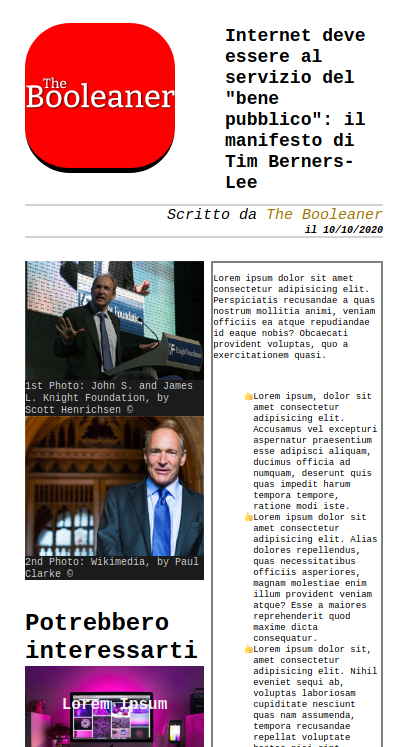 The
Booleaner
Internet deve
essere al
servizio del
"bene
pubblico": il
manifesto di
Tim Berners-
Lee
Scritto da The Booleaner
il 10/10/2020
1st Photo: John S. and James
L. Knight Foundation, by
Scott Henrichsen ©
2nd Photo: Wikimedia, by Paul
Clarke ©
Potrebbero
interessarti
Lorem Ipsum
Lorem ipsum dolor sit amet
consectetur adipisicing elit.
Perspiciatis recusandae a quas
nostrum mollitia animi, veniam
officiis ea atque repudiandae
id eaque nobis? Obcaecati
provident voluptas, quo a
exercitationem quasi.
👍Lorem ipsum, dolor sit
amet consectetur
adipisicing elit.
Accusamus vel excepturi
aspernatur praesentium
esse adipisci aliquam,
ducimus officia ad
numquam, deserunt quis
quas impedit harum
tempora tempore,
ratione modi iste.
👍Lorem ipsum dolor sit
amet consectetur
adipisicing elit. Alias
dolores repellendus,
quas necessitatibus
officiis asperiores,
magnam molestiae enim
illum provident veniam
atque? Esse a maiores
reprehenderit quod
maxime dicta
consequatur.
👍Lorem ipsum dolor sit,
amet consectetur
adipisicing elit. Nihil
eveniet sequi ab,
voluptas laboriosam
cupiditate nesciunt
quas nam assumenda,
tempora recusandae
repellat voluptate